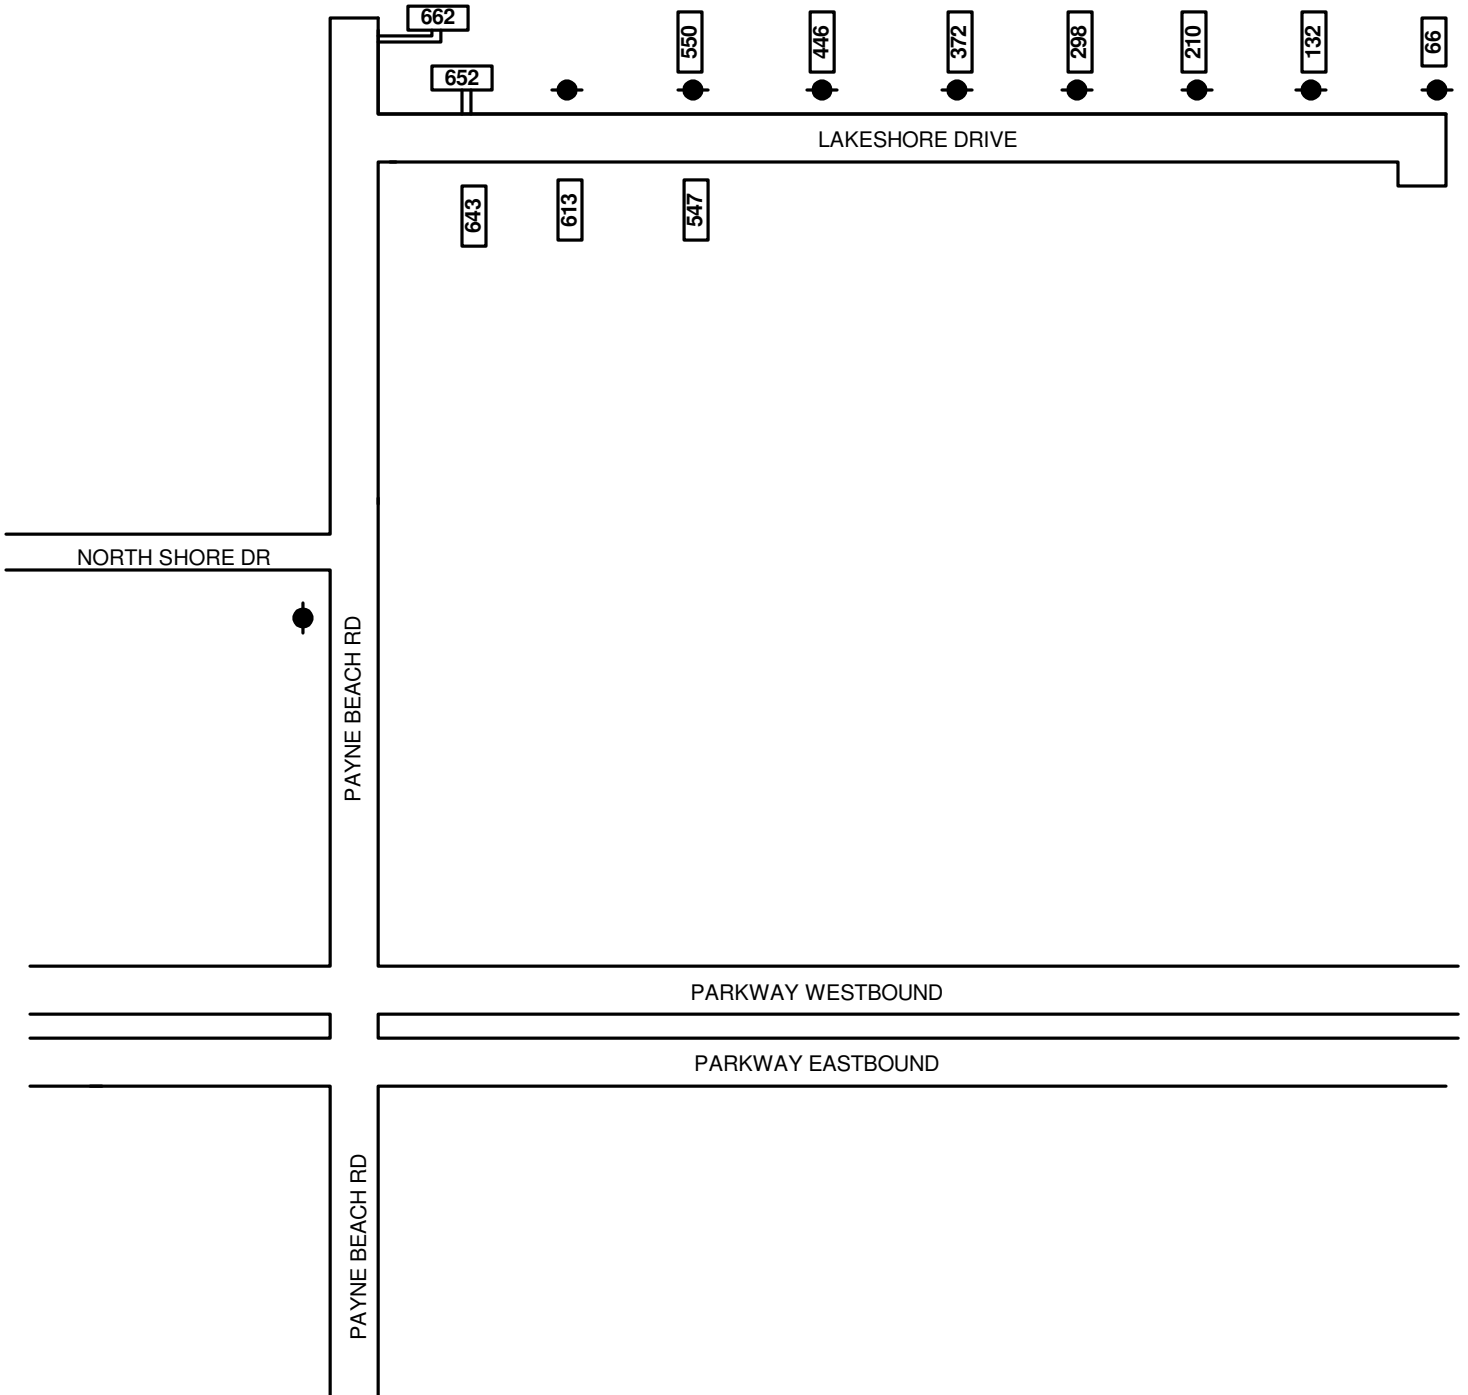 662
550
446
372
298
210
132
66
652
LAKESHORE DRIVE
643
613
547
NORTH SHORE DR
PAYNE BEACH RD
PARKWAY WESTBOUND
PARKWAY EASTBOUND
PAYNE BEACH RD